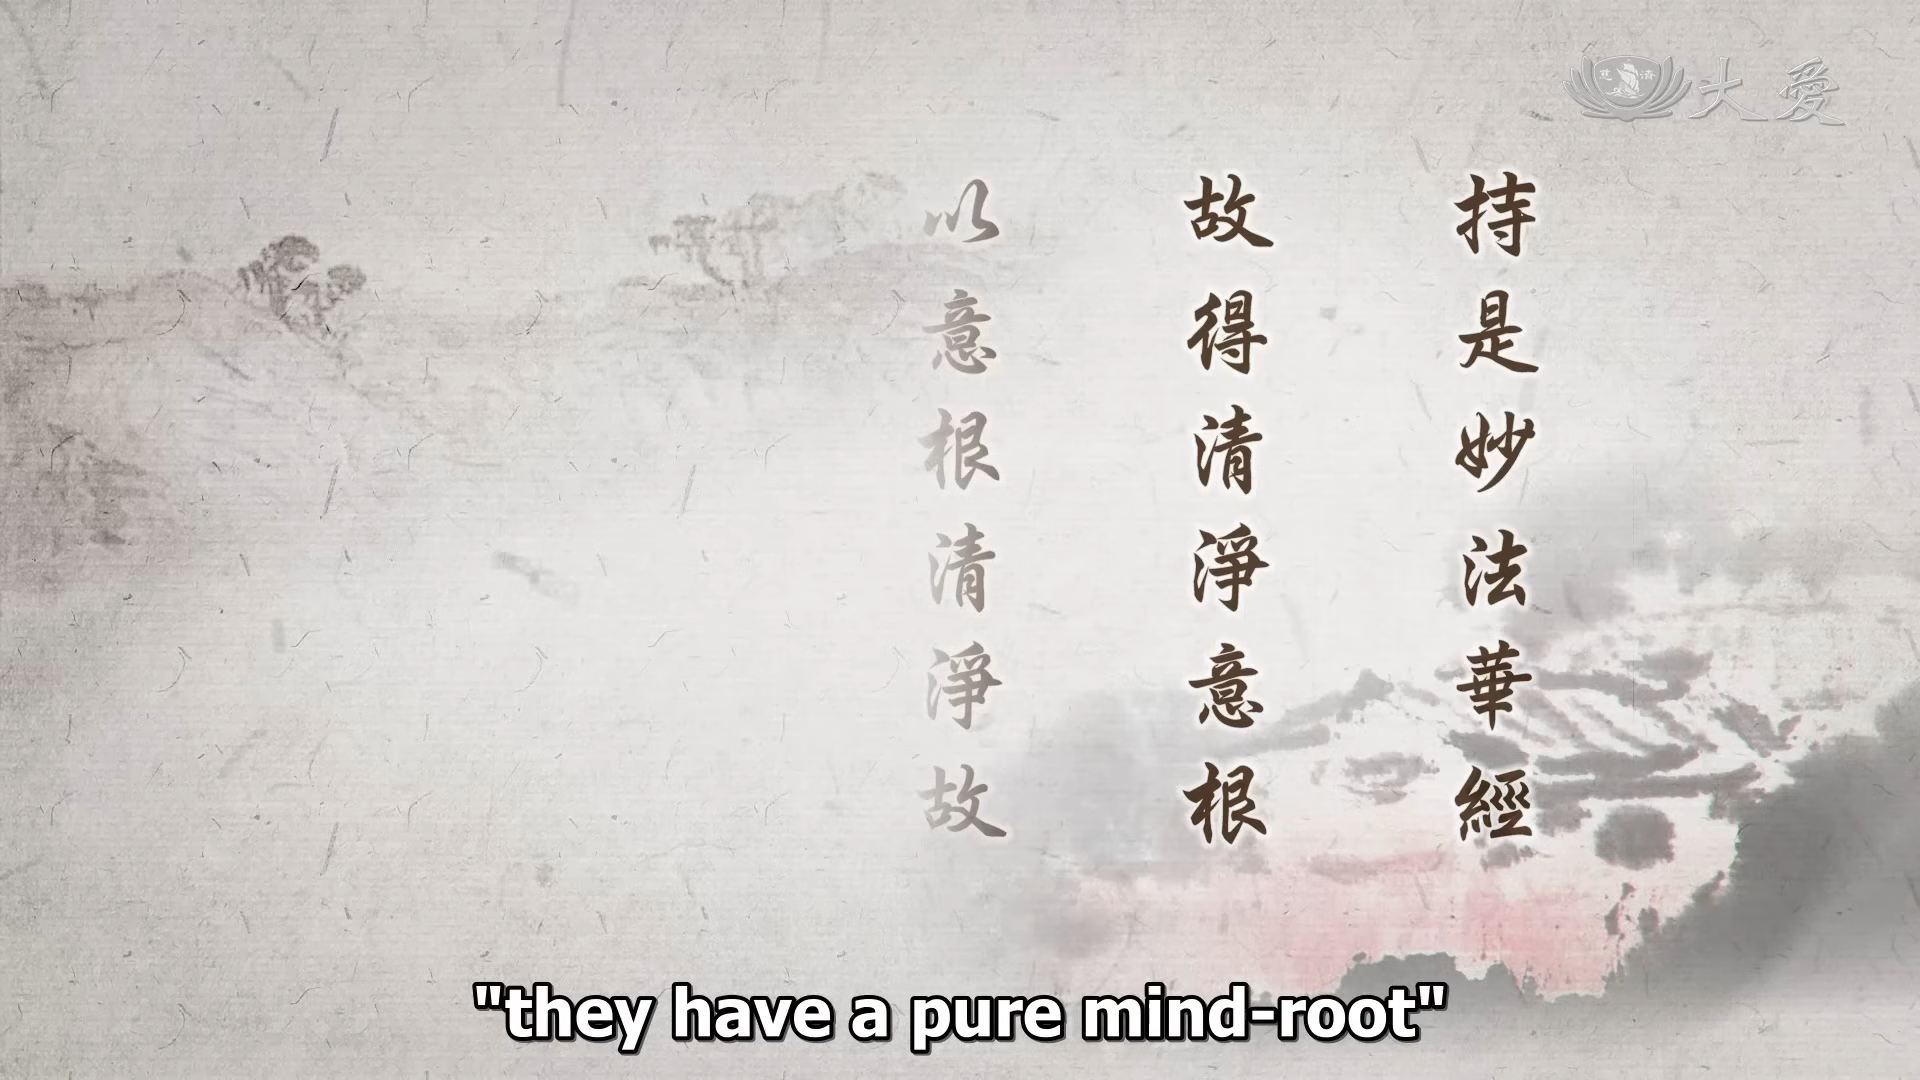 大愛
持是妙法華經
故得清淨意根
以意根清淨故
"they have a pure mind-root"